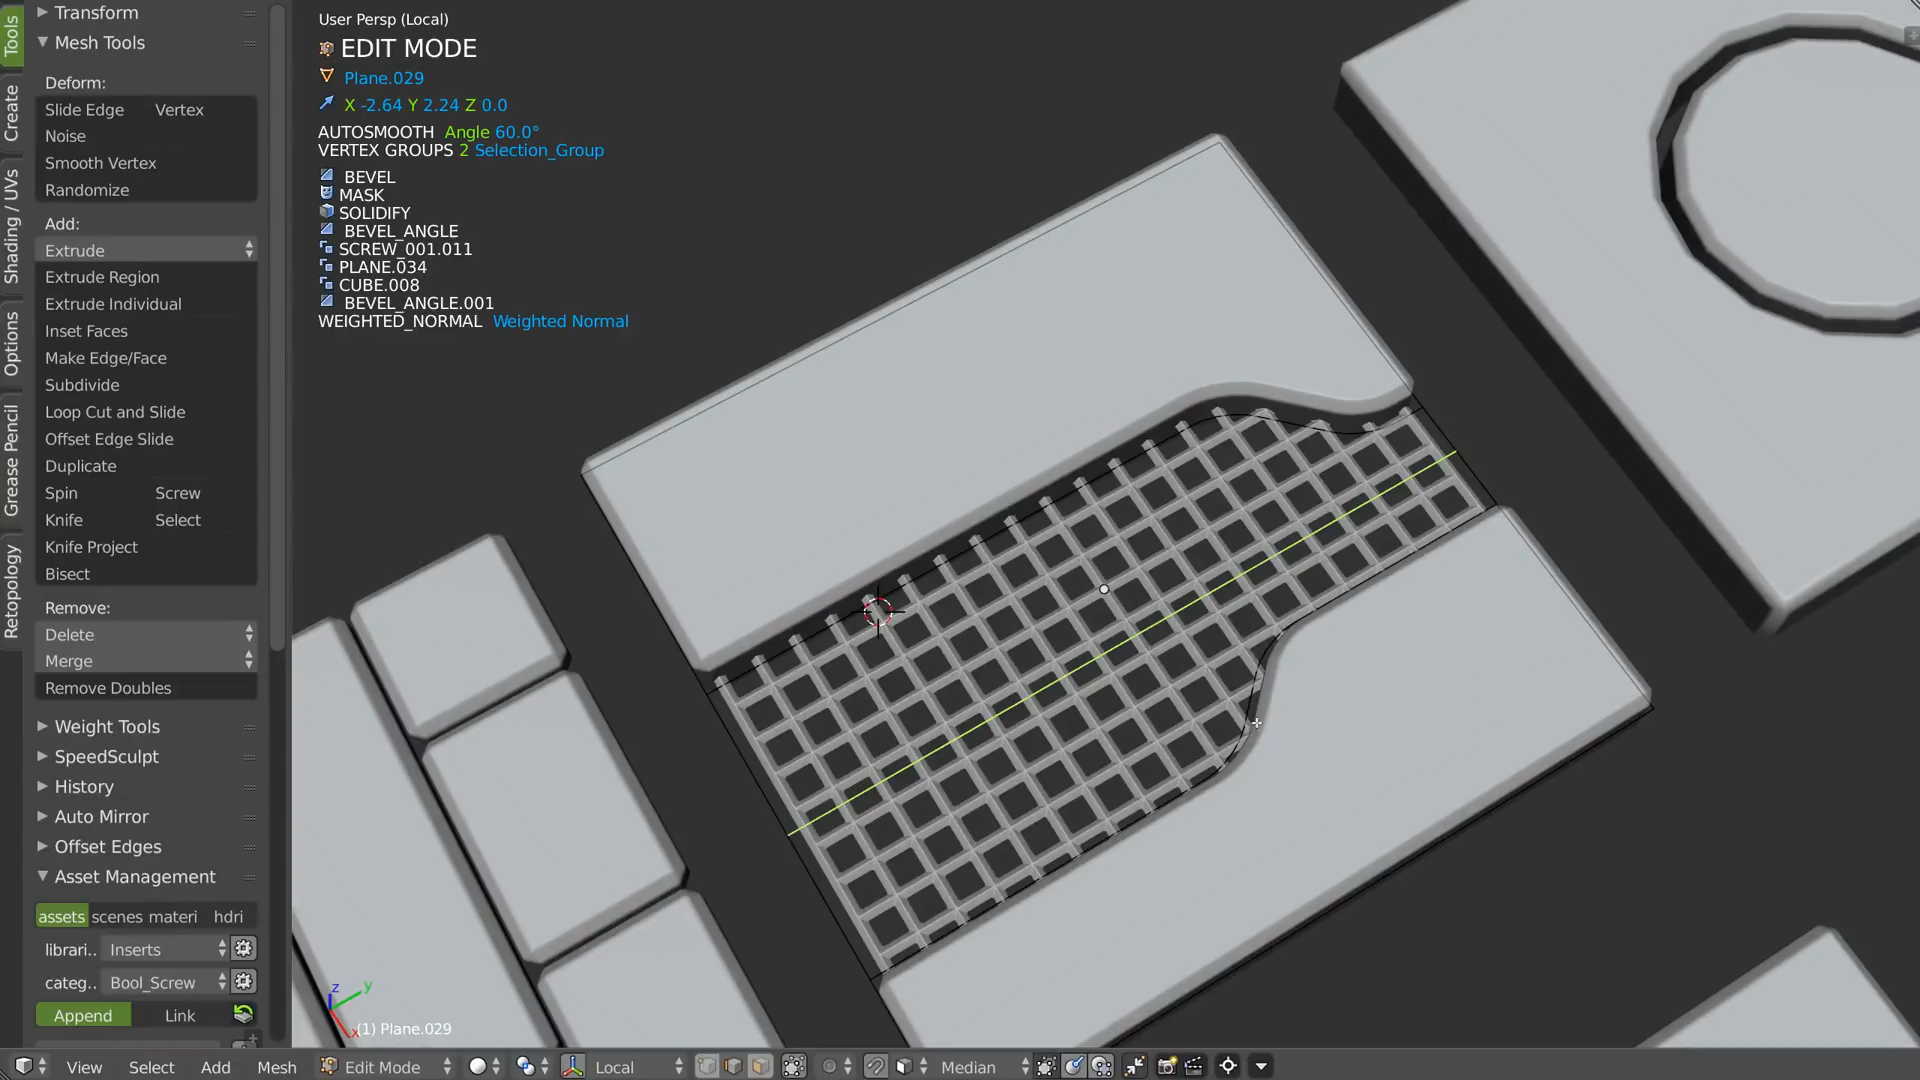 Tools
Create
Shading / UVs
Options
Grease Pencil
Retopology
Transform
Mesh Tools
Deform:
Slide Edge Vertex
Noise
Smooth Vertex
Randomize
Add:
Extrude
Extrude Region
Extrude Individual
Inset Faces
Make Edge/Face
Subdivide
Loop Cut and Slide
Offset Edge Slide
Duplicate
Spin Screw
Knife Select
Knife Project
Bisect
Remove:
Delete
Merge
Remove Doubles
Weight Tools
SpeedSculpt
History
Auto Mirror
Offset Edges
Asset Management
assets scenes materi hdri
librari.. Inserts
categ.. Bool_Screw
Append Link
User Persp (Local)
EDIT MODE
Plane.029
X -2.64 Y 2.24 Z 0.0
AUTOSMOOTH Angle 60.0°
VERTEX GROUPS 2 Selection_Group
BEVEL
MASK
SOLIDIFY
BEVEL_ANGLE
SCREW_001.011
PLANE.034
CUBE.008
BEVEL_ANGLE.001
WEIGHTED_NORMAL Weighted Normal
z y
x
(1) Plane.029
View Select Add Mesh Edit Mode Local Median